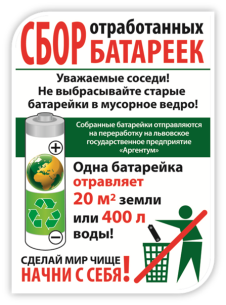 СБОР отработанных
БАТАРЕЕК
Уважаемые соседи!
Не выбрасывайте старые
батарейки в мусорное ведро!
Собранные батарейки отправляются
на переработку на львовское
государственное предприятие
«Аргентум»
Одна батарейка
отравляет
20 м² земли
или 400 л
воды!
СДЕЛАЙ МИР ЧИЩЕ
НАЧНИ С СЕБЯ!